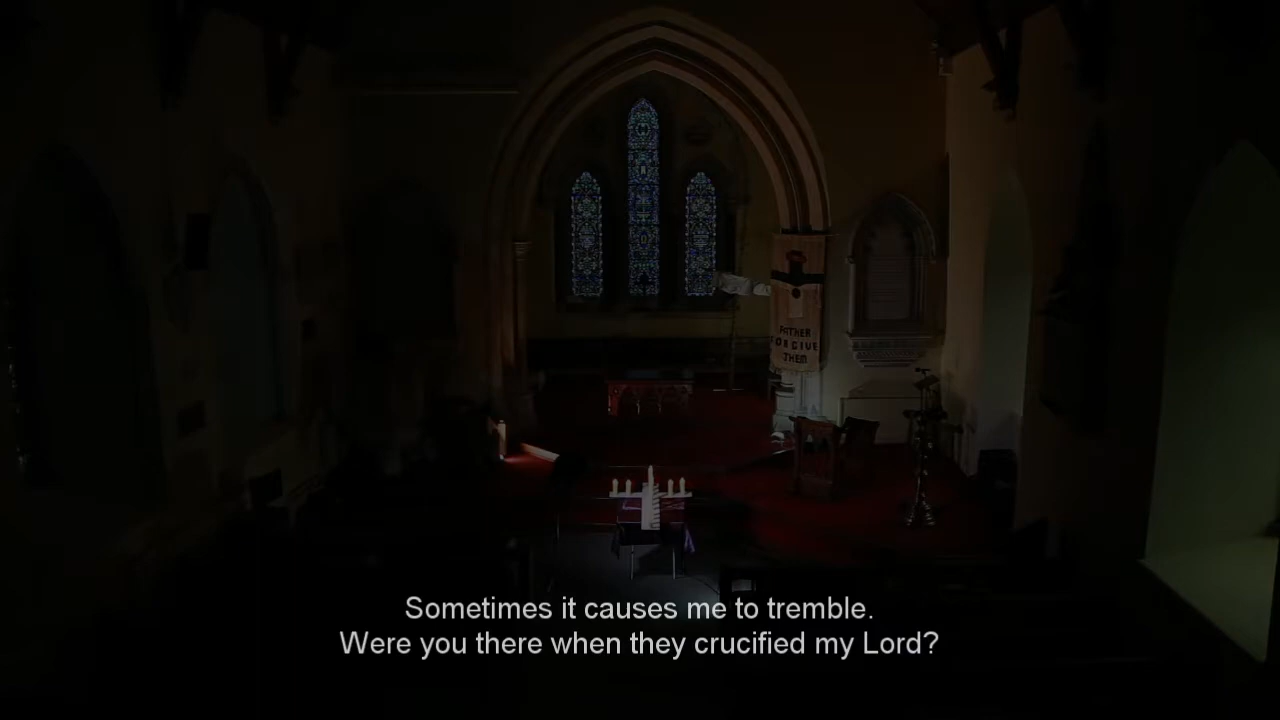 FATHER
FORGIVE
THEM
Sometimes it causes me to tremble.
Were you there when they crucified my Lord?